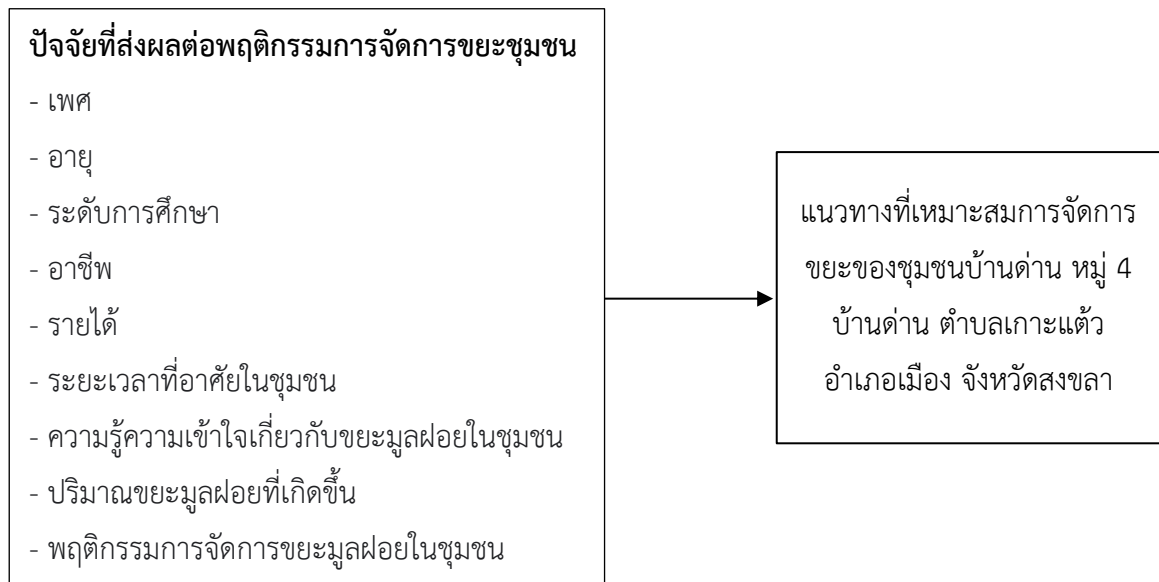 ปัจจัยที่ส่งผลต่อพฤติกรรมการจัดการขยะชุมชน
- เพศ
- อายุ
- ระดับการศึกษา
- อาชีพ
- รายได้
- ระยะเวลาที่อาศัยในชุมชน
- ความรู้ความเข้าใจเกี่ยวกับขยะมูลฝอยในชุมชน
- ปริมาณขยะมูลฝอยที่เกิดขึ้น
- พฤติกรรมการจัดการขยะมูลฝอยในชุมชน
แนวทางที่เหมาะสมการจัดการ
ขยะของชุมชนบ้านด่าน หมู่ 4
บ้านด่าน ตำบลเกาะแต้ว
อำเภอเมือง จังหวัดสงขลา